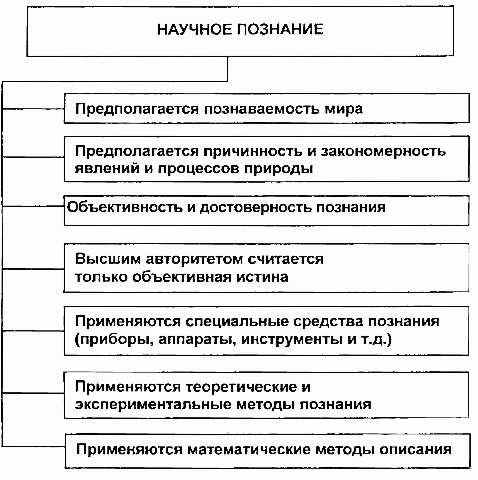 НАУЧНОЕ ПОЗНАНИЕ
Предполагается познаваемость мира
Предполагается причинность и закономерность
явлений и процессов природы
Объективность и достоверность познания
Высшим авторитетом считается
только объективная истина
Применяются специальные средства познания
(приборы, аппараты, инструменты и т.д.)
Применяются теоретические и
экспериментальные методы познания
Применяются математические методы описания